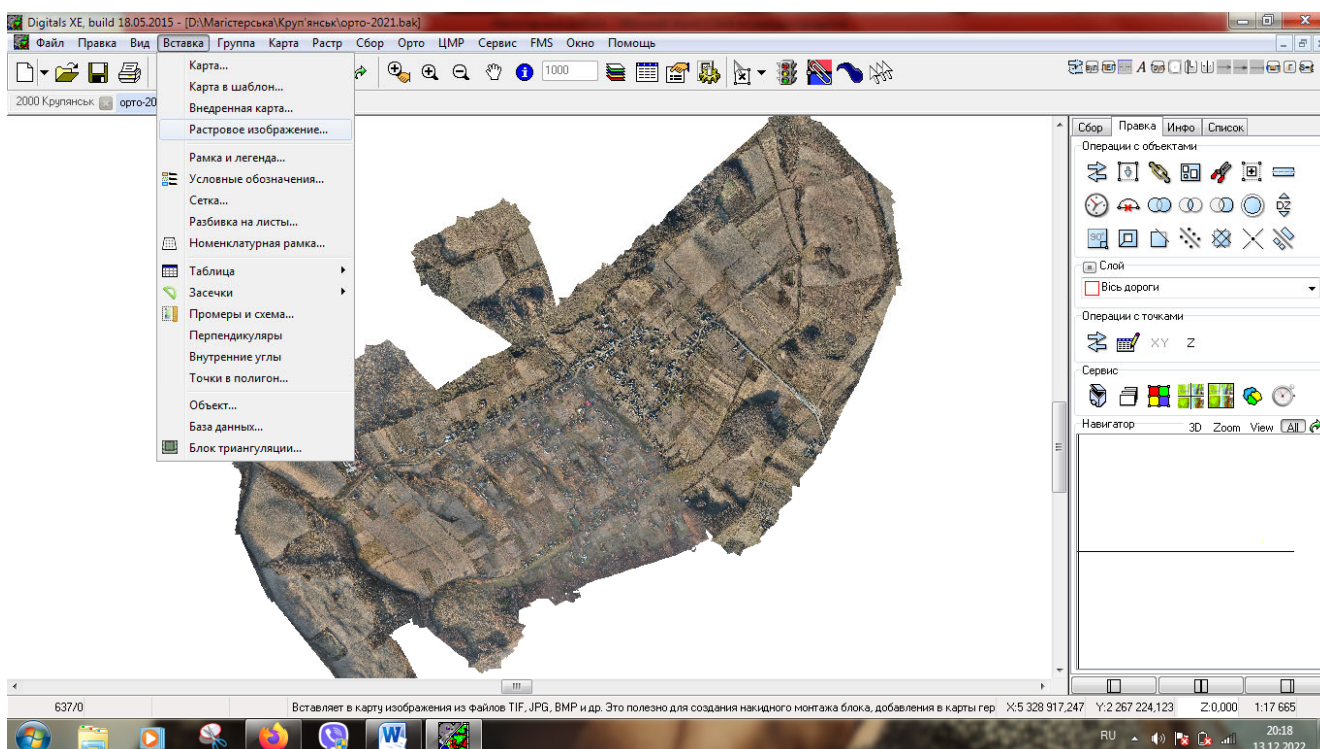 Digitals XE, build 18.05.2015 - [D:\Магістерська\Круп'янськ\орто-2021.bak]
Файл Правка Вид Вставка Группа Карта Растр Сбор Орто ЦМР Сервис FMS Окно Помощь
1000
2000 Крупянськ орто-20
Карта...
Карта в шаблон...
Внедренная карта...
Растровое изображение...
Рамка и легенда...
Условные обозначения...
Сетка...
Разбивка на листы...
Номенклатурная рамка...
Таблица
Засечки
Промеры и схема...
Перпендикуляры
Внутренние углы
Точки в полигон...
Объект...
База данных...
Блок триангуляции...
Сбор Правка Инфо Список
Операции с объектами
DZ
90°
Слой
Вісь дороги
Операции с точками
XY Z
Сервис
Навигатор 3D Zoom View All
637/0 Вставляет в карту изображения из файлов TIF, JPG, BMP и др. Это полезно для создания накидного монтажа блока, добавления в карты гер X:5 328 917,247 Y:2 267 224,123 Z:0,000 1:17 665
RU 20:18
13.12.2022